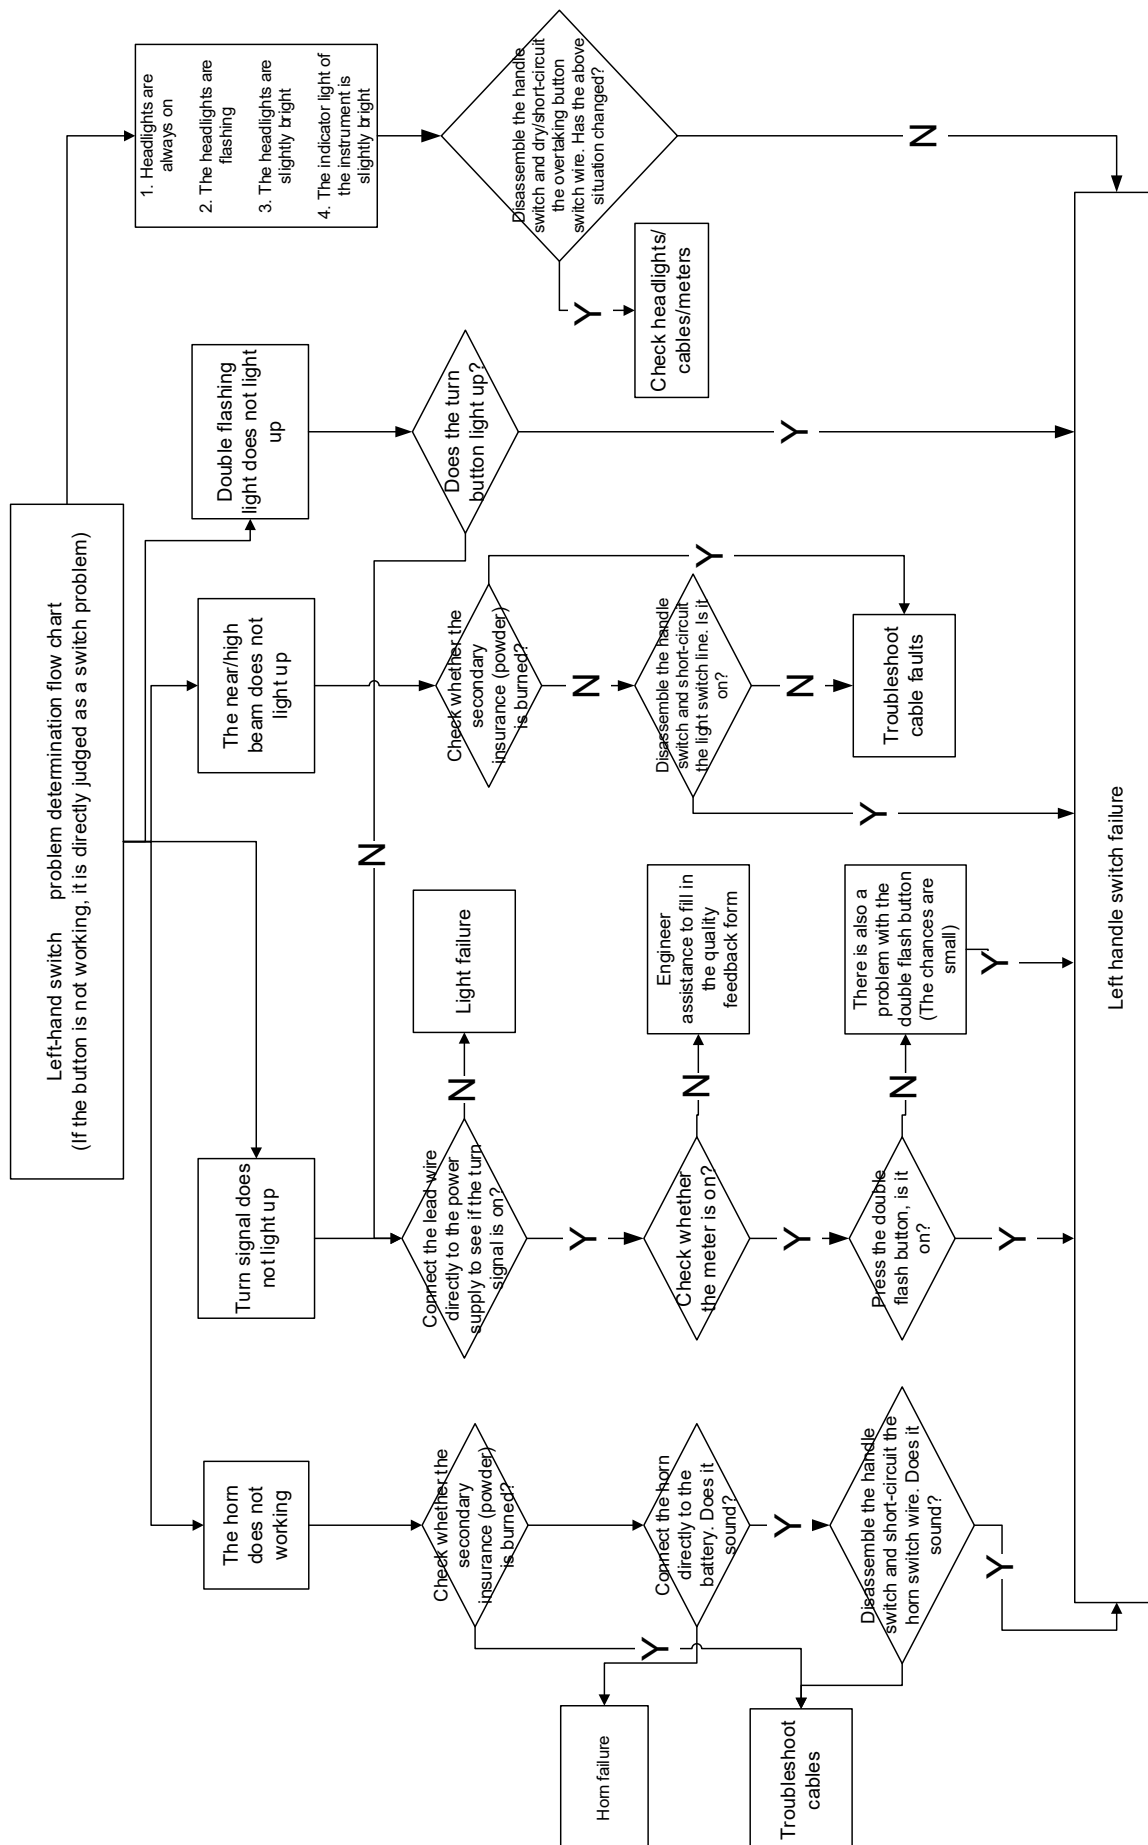 Left-hand switch problem determination flow chart
(If the button is not working, it is directly judged as a switch problem)
The horn
does not
working
Turn signal does
not light up
The near/high
beam does not
light up
Double flashing
light does not light
up
1. Headlights are
always on
2. The headlights are
flashing
3. The headlights are
slightly bright
4. The indicator light of
the instrument is
slightly bright
Check whether the
secondary
insurance (powder)
is burned?
Connect the lead wire
directly to the power
supply to see if the turn
signal is on?
N
Light failure
N
Check whether the
secondary
insurance (powder)
is burned?
Does the turn
button light up?
Disassemble the handle
switch and dry/short-circuit
the overtaking button
switch wire. Has the above
situation changed?
Y
Y
N
Y
Horn failure
Connect the horn
directly to the
battery. Does it
sound?
Check whether
the meter is on?
N
Engineer
assistance to fill in
the quality
feedback form
Disassemble the handle
switch and short-circuit
the light switch line. Is it
on?
Y
Check headlights/
cables/meters
Y
Y
N
Y
Troubleshoot
cables
Disassemble the handle
switch and short-circuit the
horn switch wire. Does it
sound?
Press the double
flash button, is it
on?
N
There is also a
problem with the
double flash button
(The chances are
small)
Y
Troubleshoot
cable faults
Y
N
Y
Y
Y
Left handle switch failure